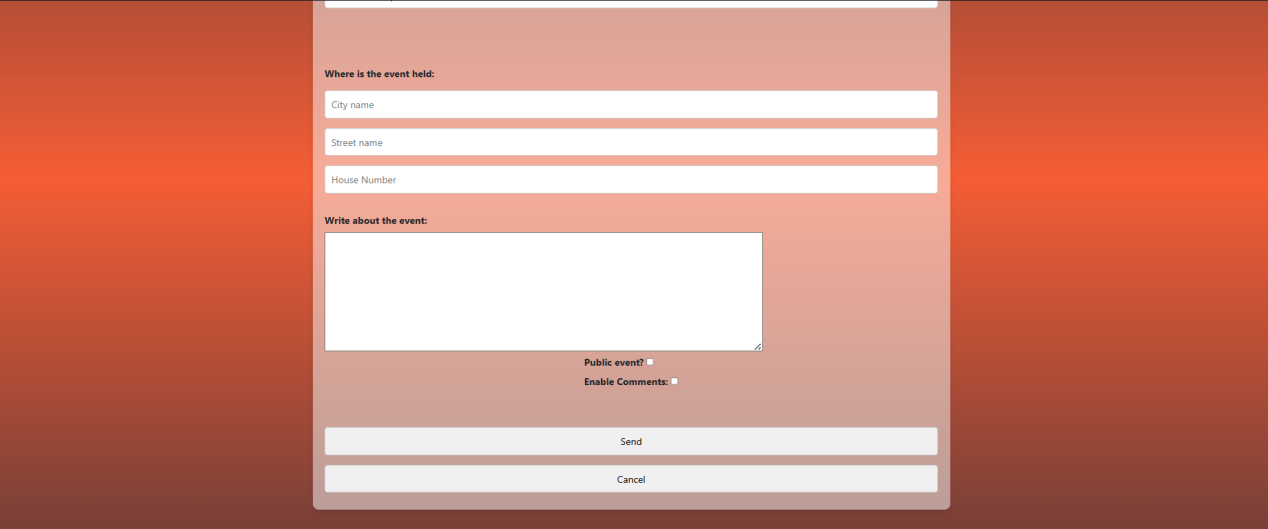 Where is the event held:
City name
Street name
House Number
Write about the event:
Public event?
Enable Comments:
Send
Cancel